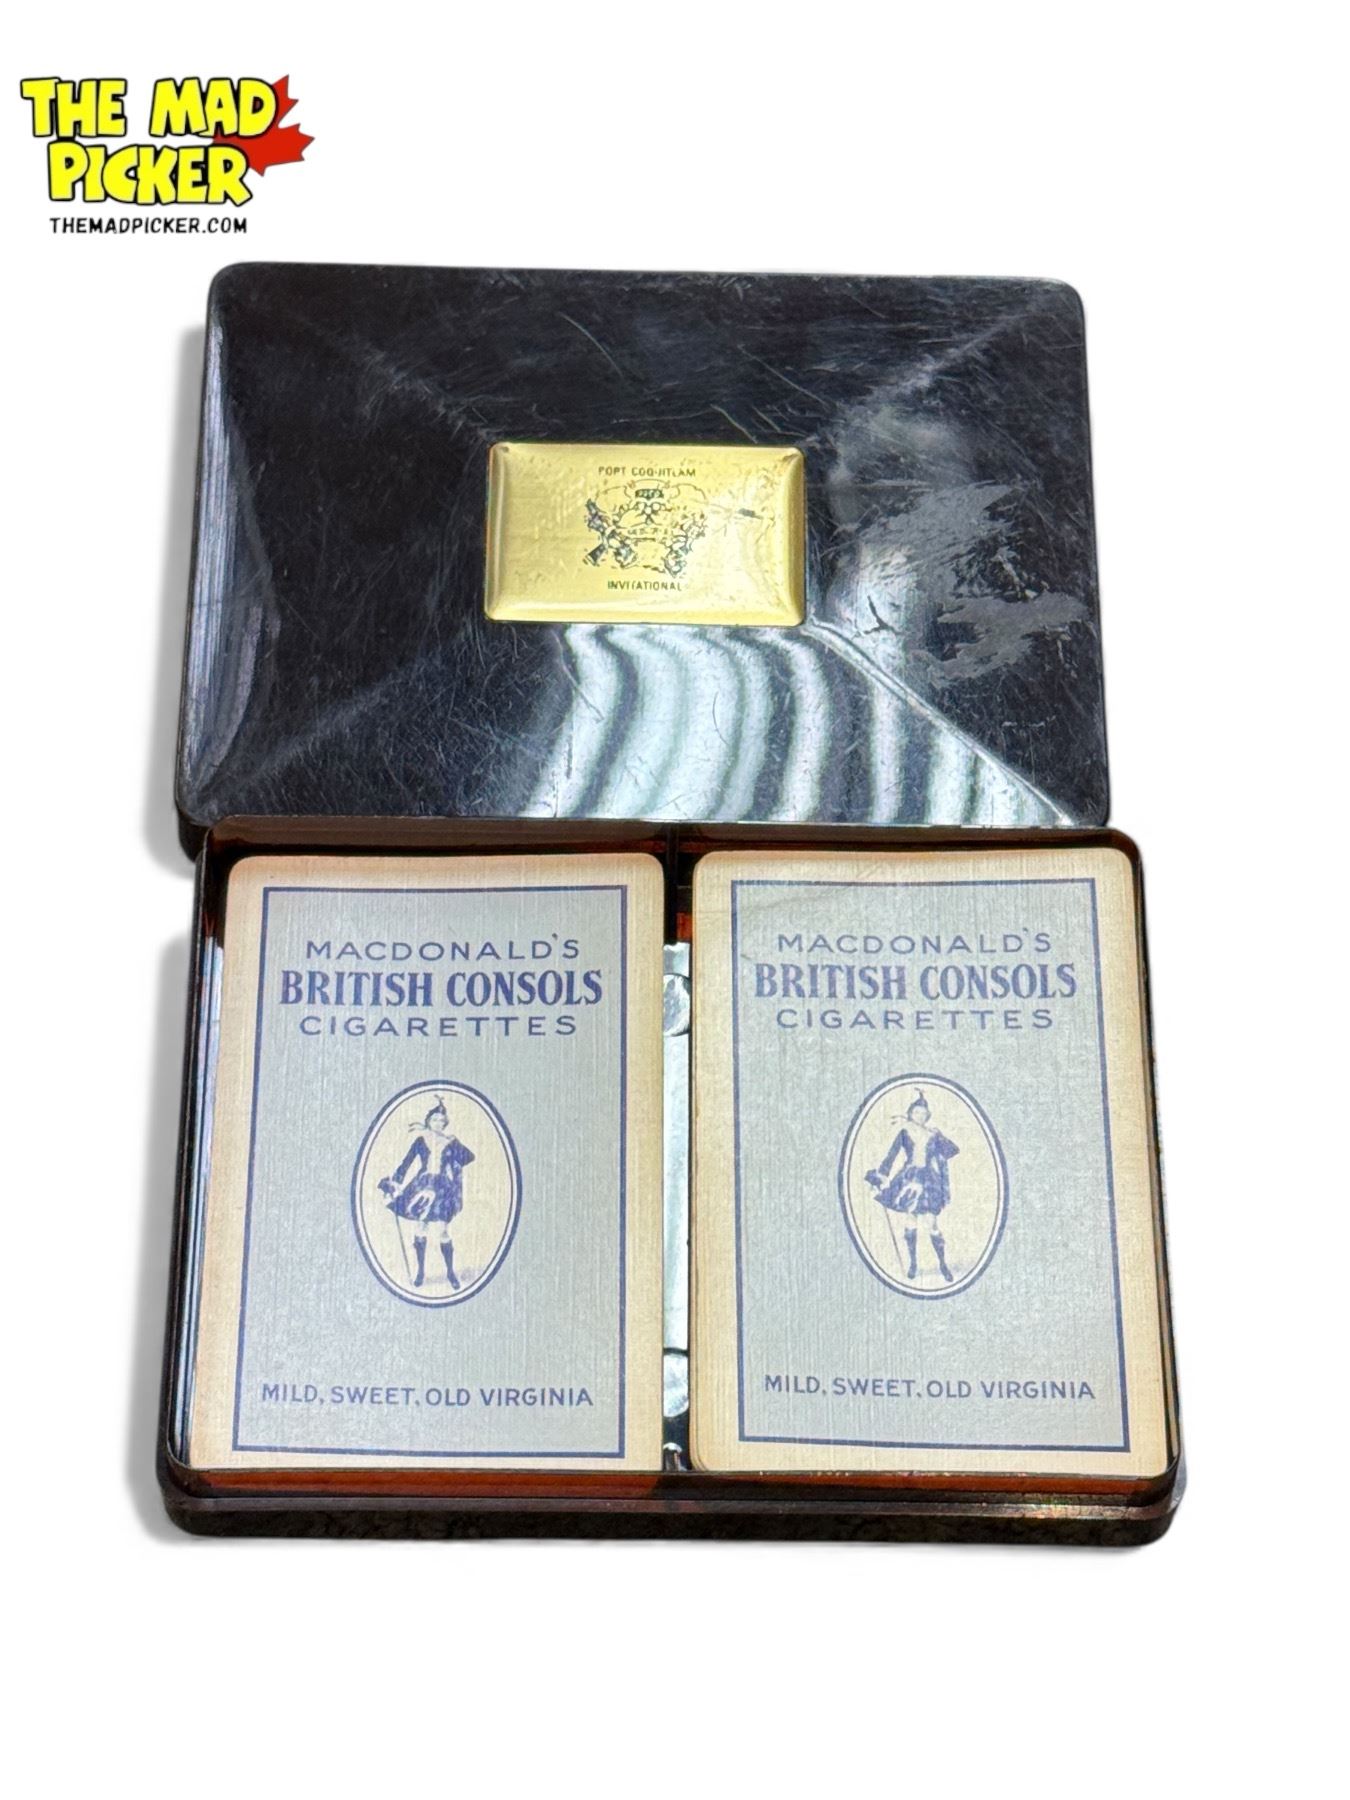 THE MAD
PICKER
THEMADPICKER.COM
PORT COQUITLAM
INVITATIONAL
MACDONALD'S
BRITISH CONSOLS
CIGARETTES
MILD, SWEET, OLD VIRGINIA
MACDONALD'S
BRITISH CONSOLS
CIGARETTES
MILD, SWEET, OLD VIRGINIA